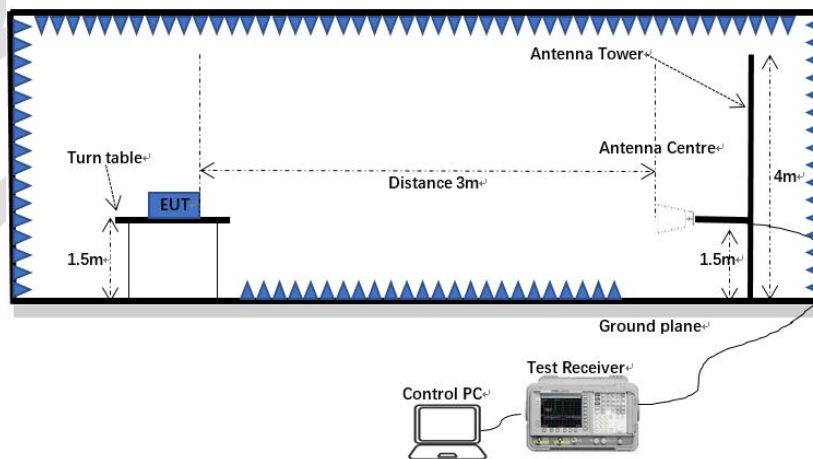 Antenna Tower
Antenna Centre
Turn table
Distance 3m
4m
EUT
1.5m
1.5m
Ground plane
Test Receiver
Control PC